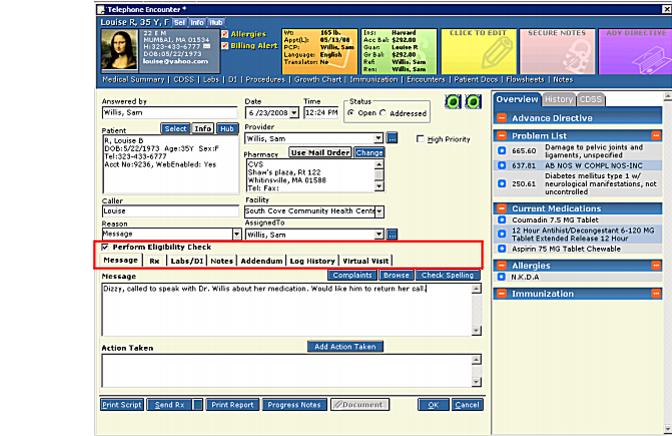 Telephone Encounter *
Louise R, 35 Y, F Sel Info Hub
22 E M
MUMBAI, MA 01534
H:323-433-6777
DOB:05/22/1973
louise@yahoo.com
Allergies
Billing Alert
Wt: 165 lb.
Appt(L): 05/13/08
PCP: Willis, Sam
Language: English
Translator: No
Ins: Harvard
Acc Bal: $292.00
Guar: Louise R
Gr Bal: $292.00
Ref: Willis, Sam
Ren: Willis, Sam
CLICK TO EDIT
SECURE NOTES
ADV DIRECTIVE
Medical Summary | CDSS | Labs | DI | Procedures | Growth Chart | Immunization | Encounters | Patient Docs | Flowsheets | Notes
Answered by
Willis, Sam
Date
6 /23/2008
Time
12:24 PM
Status
Open Addressed
Patient
Select Info Hub
R, Louise B
DOB:5/22/1973 Age:35Y Sex:F
Tel:323-433-6777
Acct No:9236, WebEnabled: Yes
Provider
Willis, Sam
High Priority
Pharmacy Use Mail Order Change
CVS
Shaw's plaza, Rt 122
Whitinsville, MA 01588
Tel: Fax:
Caller
Louise
Facility
South Cove Community Health Centr
Reason
Message
AssignedTo
Willis, Sam
Perform Eligibility Check
Message Rx Labs/DI Notes Addendum Log History Virtual Visit
Message
Complaints Browse Check Spelling
Dizzy, called to speak with Dr. Willis about her medication. Would like him to return her call.
Action Taken
Add Action Taken
Print Script Send Rx Print Report Progress Notes Document OK Cancel
Overview History CDSS
Advance Directive
Problem List
665.60 Damage to pelvic joints and
ligaments, unspecified
637.81 AB NOS W COMPL NOS-INC
250.61 Diabetes mellitus type 1 w/
neurological manifestations, not
uncontrolled
Current Medications
Coumadin 7.5 MG Tablet
12 Hour Antihist/Decongestant 6-120 MG
Tablet Extended Release 12 Hour
Aspirin 75 MG Tablet Chewable
Allergies
N.K.D.A
Immunization